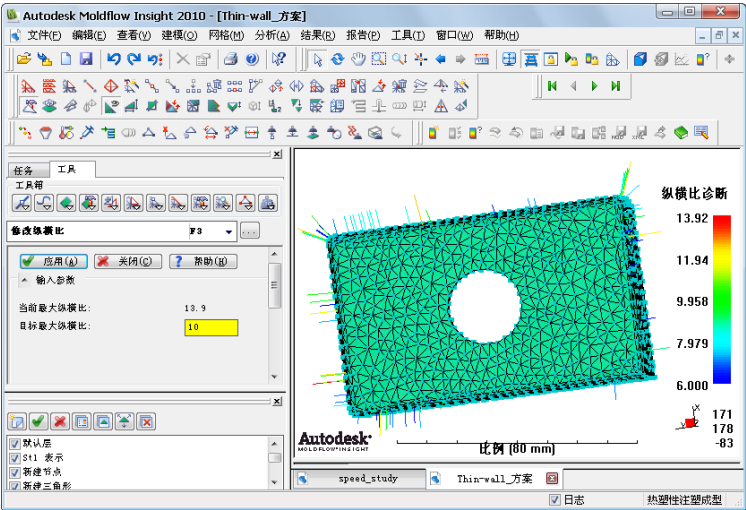 Autodesk Moldflow Insight 2010 - [Thin-wall_方案]
文件(F) 编辑(E) 查看(V) 建模(O) 网格(M) 分析(A) 结果(R) 报告(P) 工具(T) 窗口(W) 帮助(H)
任务 工具
工具箱
修改纵横比 F3
应用(A) 关闭(C) 帮助(H)
输入参数
当前最大纵横比: 13.9
目标最大纵横比: 10
默认层
Stl 表示
新建节点
新建三角形
纵横比诊断
13.92
11.94
9.958
7.979
6.000
171
178
-83
Autodesk
MOLDFLOW INSIGHT
比例 (80 mm)
speed_study Thin-wall_方案
日志 热塑性注塑成型